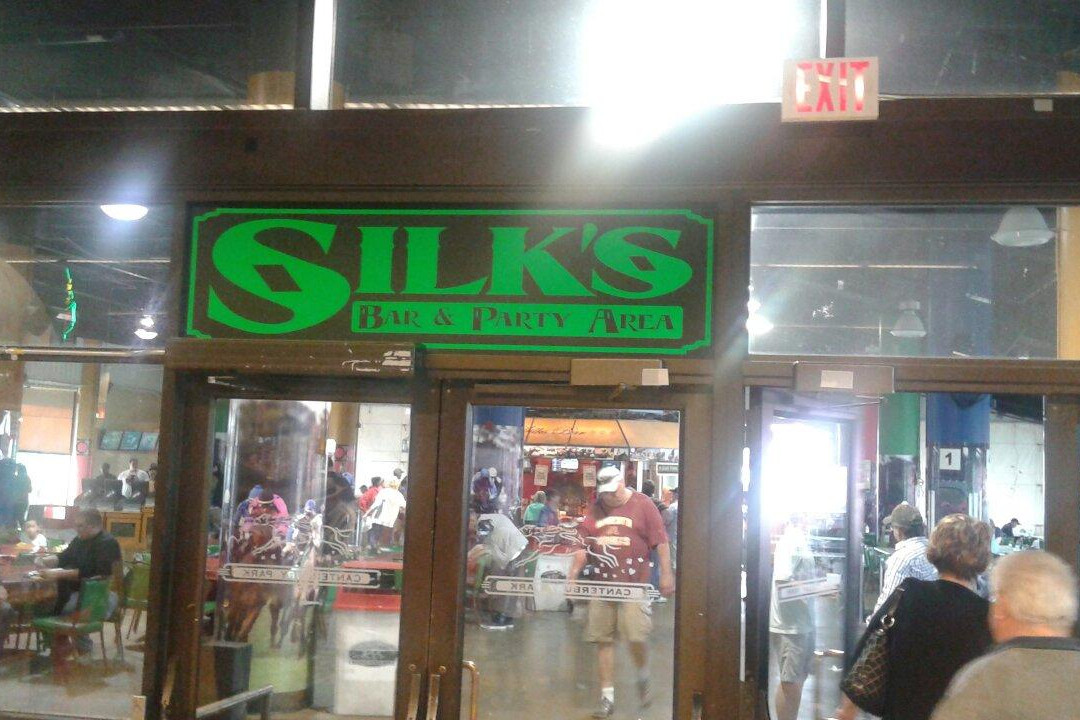 EXIT
SILK'S
BAR & PARTY AREA
1
CANTERBURY PARK
CANTERBURY PARK